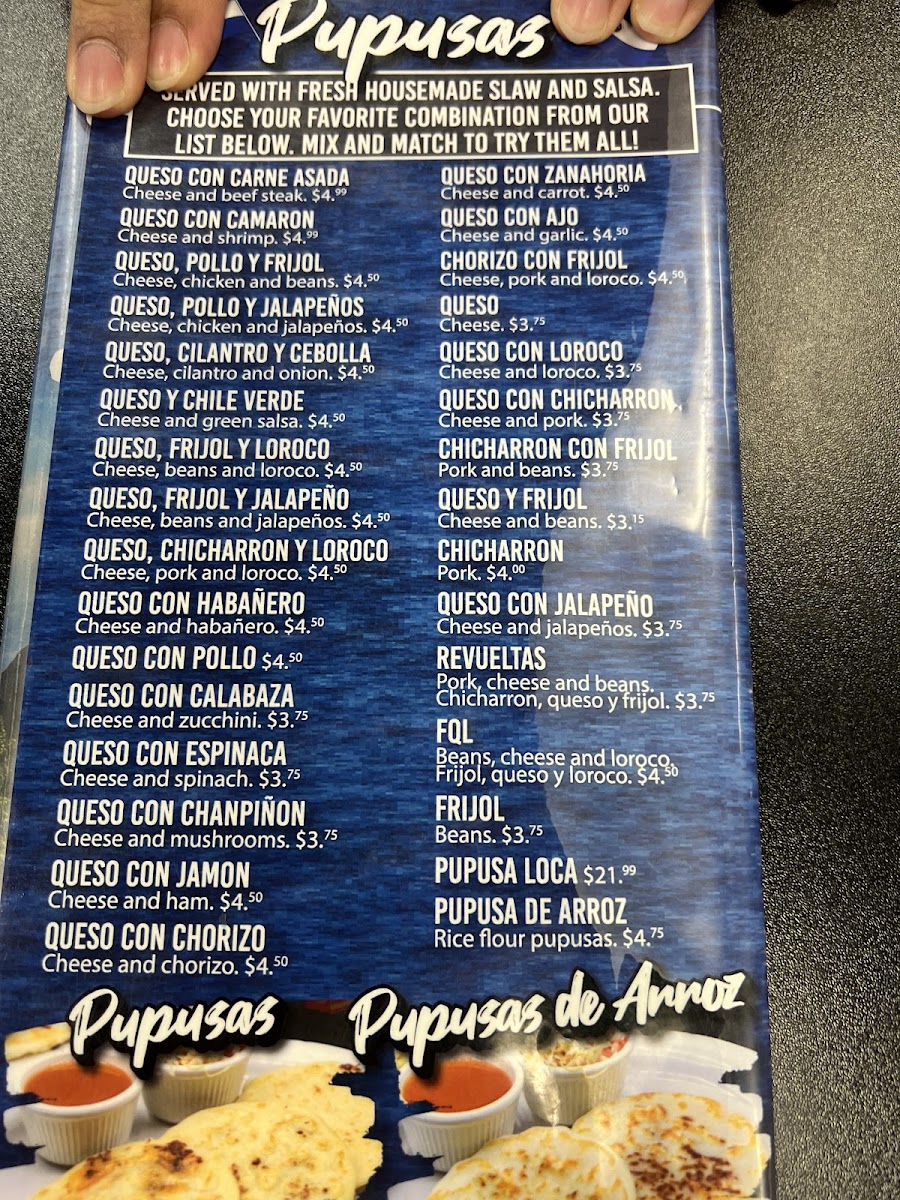 Pupusas
SERVED WITH FRESH HOUSEMADE SLAW AND SALSA.
CHOOSE YOUR FAVORITE COMBINATION FROM OUR
LIST BELOW. MIX AND MATCH TO TRY THEM ALL!
QUESO CON CARNE ASADA
Cheese and beef steak. $4.99
QUESO CON CAMARON
Cheese and shrimp. $4.99
QUESO, POLLO Y FRIJOL
Cheese, chicken and beans. $4.50
QUESO, POLLO Y JALAPEÑOS
Cheese, chicken and jalapeños. $4.50
QUESO, CILANTRO Y CEBOLLA
Cheese, cilantro and onion. $4.50
QUESO Y CHILE VERDE
Cheese and green salsa. $4.50
QUESO, FRIJOL Y LOROCO
Cheese, beans and loroco. $4.50
QUESO, FRIJOL Y JALAPEÑO
Cheese, beans and jalapeños. $4.50
QUESO, CHICHARRON Y LOROCO
Cheese, pork and loroco. $4.50
QUESO CON HABAÑERO
Cheese and habañero. $4.50
QUESO CON POLLO $4.50
QUESO CON CALABAZA
Cheese and zucchini. $3.75
QUESO CON ESPINACA
Cheese and spinach. $3.75
QUESO CON CHANPIÑON
Cheese and mushrooms. $3.75
QUESO CON JAMON
Cheese and ham. $4.50
QUESO CON CHORIZO
Cheese and chorizo. $4.50
QUESO CON ZANAHORIA
Cheese and carrot. $4.50
QUESO CON AJO
Cheese and garlic. $4.50
CHORIZO CON FRIJOL
Cheese, pork and loroco. $4.50
QUESO
Cheese. $3.75
QUESO CON LOROCO
Cheese and loroco. $3.75
QUESO CON CHICHARRON
Cheese and pork. $3.75
CHICHARRON CON FRIJOL
Pork and beans. $3.75
QUESO Y FRIJOL
Cheese and beans. $3.15
CHICHARRON
Pork. $4.00
QUESO CON JALAPEÑO
Cheese and jalapeños. $3.75
REVUELTAS
Pork, cheese and beans.
Chicharron, queso y frijol. $3.75
FQL
Beans, cheese and loroco.
Frijol, queso y loroco. $4.50
FRIJOL
Beans. $3.75
PUPUSA LOCA $21.99
PUPUSA DE ARROZ
Rice flour pupusas. $4.75
Pupusas
Pupusas de Arroz